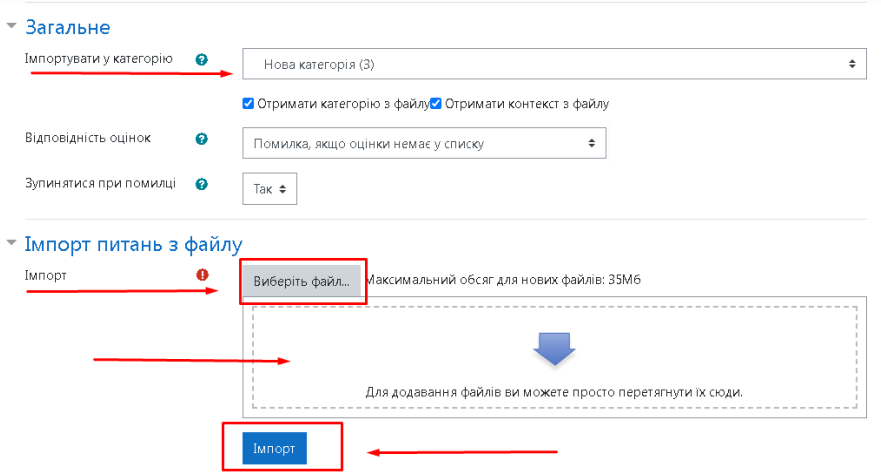 Загальне
Імпортувати у категорію
Нова категорія (3)
Отримати категорію з файлу Отримати контекст з файлу
Відповідність оцінок
Помилка, якщо оцінки немає у списку
Зупинятися при помилці
Так
Імпорт питань з файлу
Імпорт
Виберіть файл... Максимальний обсяг для нових файлів: 35Мб
Для додавання файлів ви можете просто перетягнути їх сюди.
Імпорт